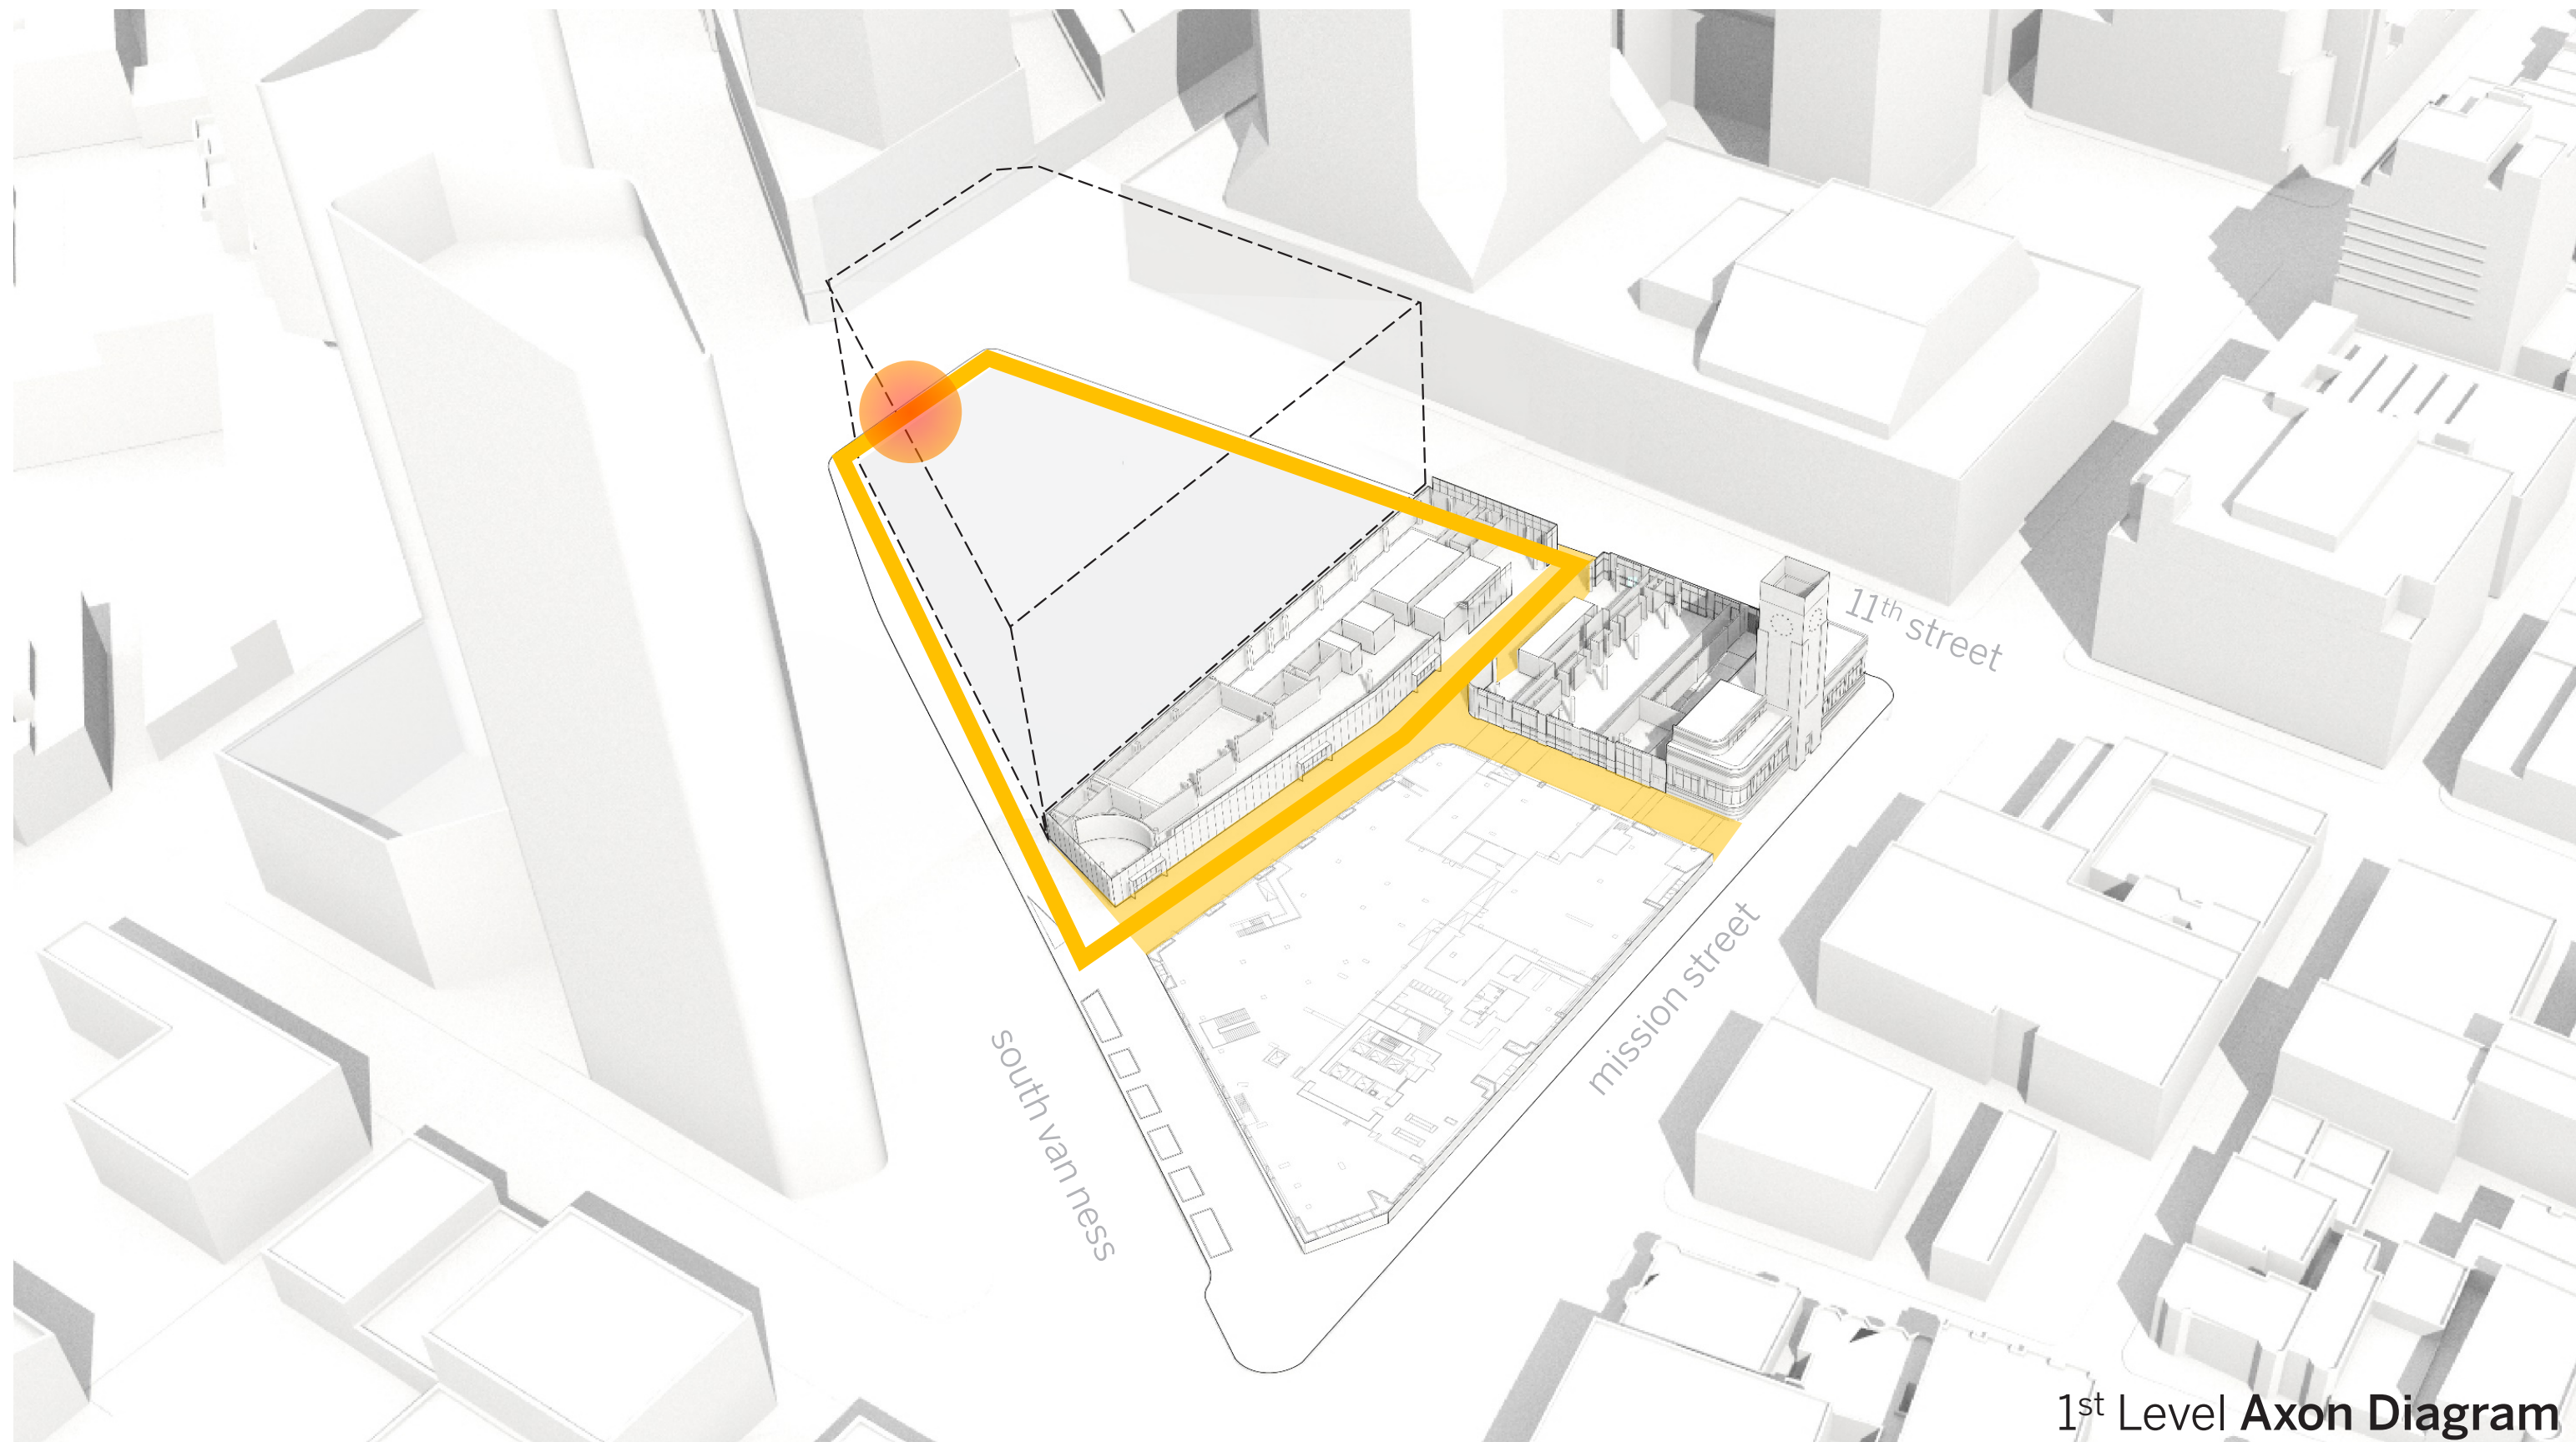 11th street
mission street
south van ness
1st Level Axon Diagram